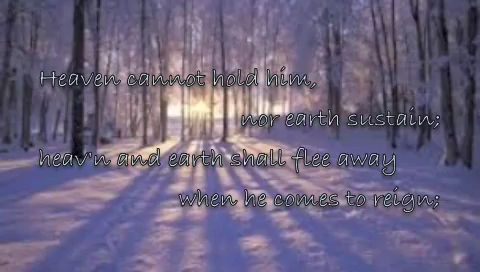 Heaven cannot hold him,
nor earth sustain;
heav'n and earth shall flee away
when he comes to reign;